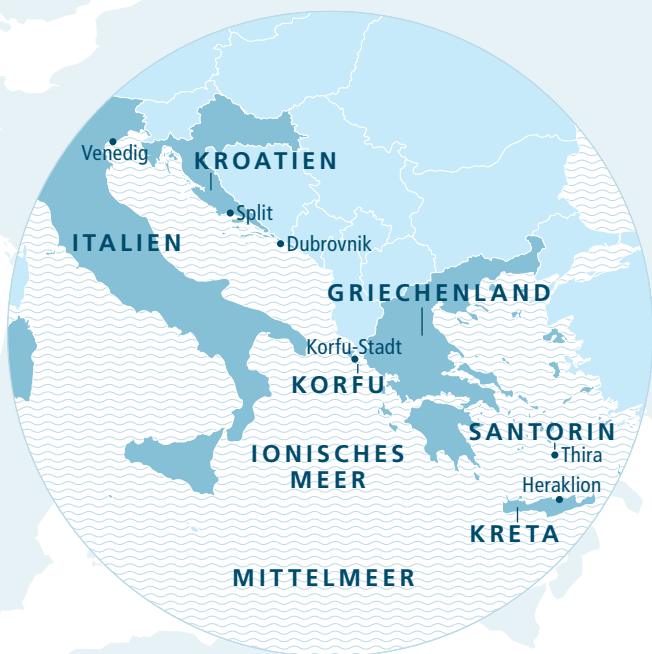 Venedig
KROATIEN
Split
ITALIEN
Dubrovnik
GRIECHENLAND
Korfu-Stadt
KORFU
SANTORIN
IONISCHES
MEER
Thira
Heraklion
KRETA
MITTELMEER